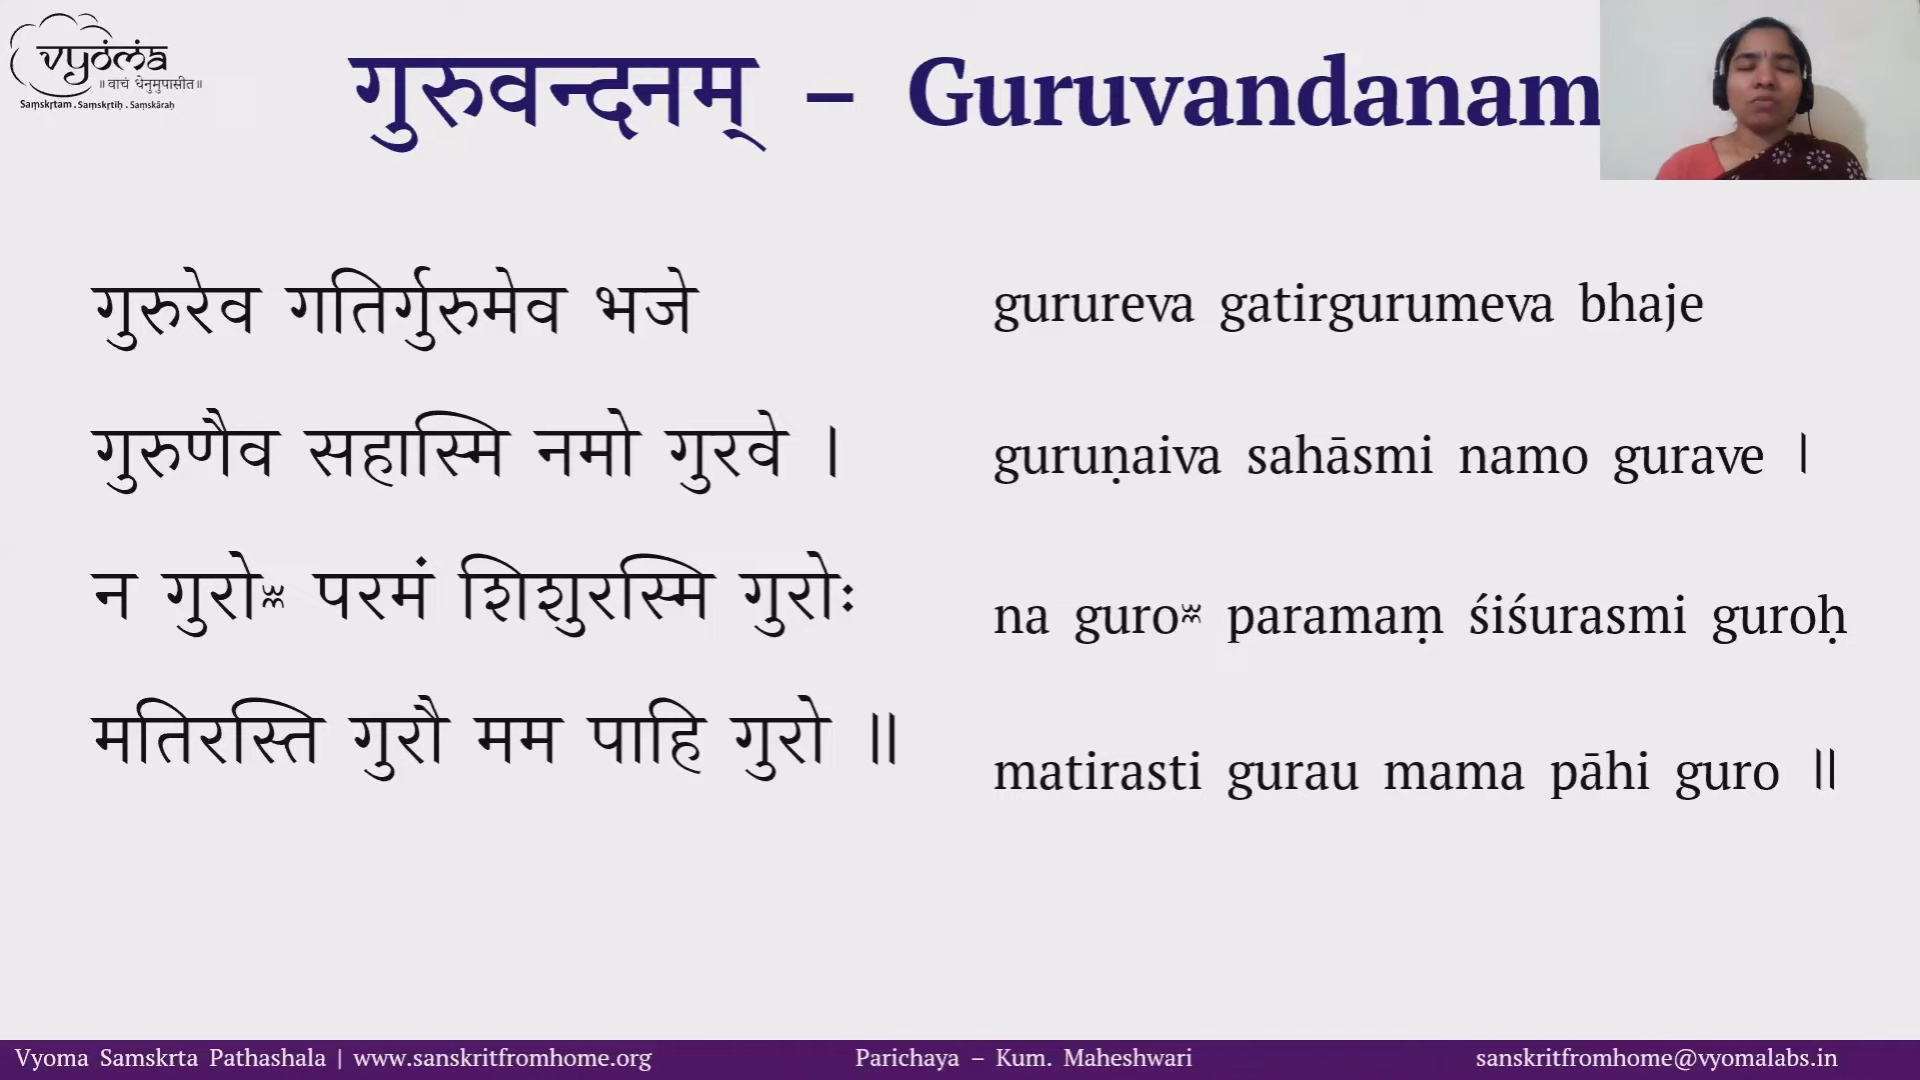 vyoma
॥ वाचं धेनुमुपासीत॥
Saṃskṛtam . Saṃskṛtiḥ . Saṃskāraḥ
गुरुवन्दनम् – Guruvandanam
गुरुरेव गतिर्गुरुमेव भजे
गुरुणैव सहास्मि नमो गुरवे ।
न गुरोᳶ परमं शिशुरस्मि गुरोः
मतिरस्ति गुरौ मम पाहि गुरो ॥
gurureva gatirgurumeva bhaje
guruṇaiva sahāsmi namo gurave ।
na guroᳶ paramaṃ śiśurasmi guroḥ
matirasti gurau mama pāhi guro ॥
Vyoma Samskrta Pathashala | www.sanskritfromhome.org
Parichaya – Kum. Maheshwari
sanskritfromhome@vyomalabs.in